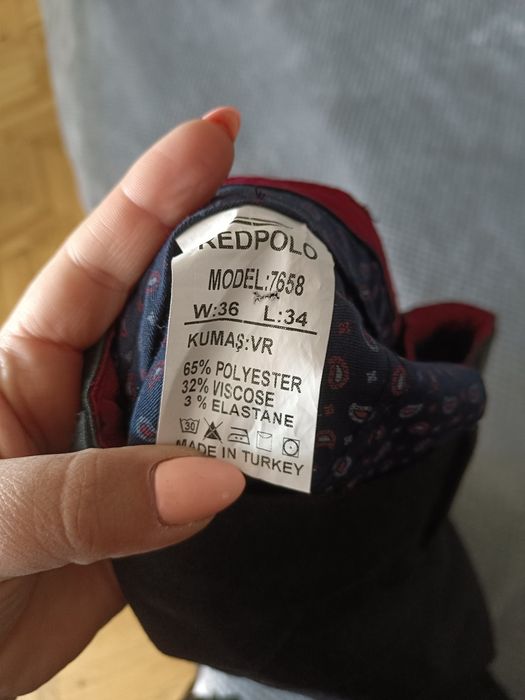 REDPOLO
MODEL:7658
W:36 L:34
KUMAŞ:VR
65% POLYESTER
32% VISCOSE
3 % ELASTANE
30
MADE IN TURKEY